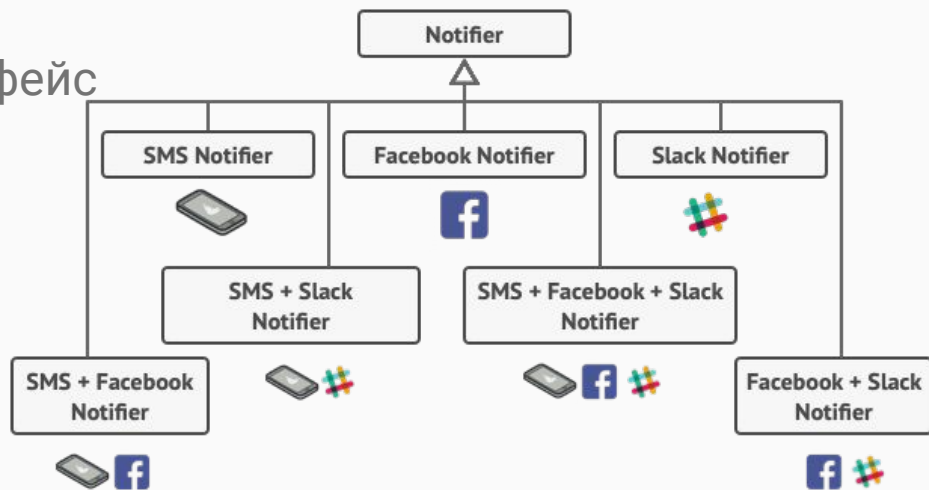 Notifier
фейс
SMS Notifier
Facebook Notifier
Slack Notifier
SMS + Slack
Notifier
SMS + Facebook + Slack
Notifier
SMS + Facebook
Notifier
Facebook + Slack
Notifier